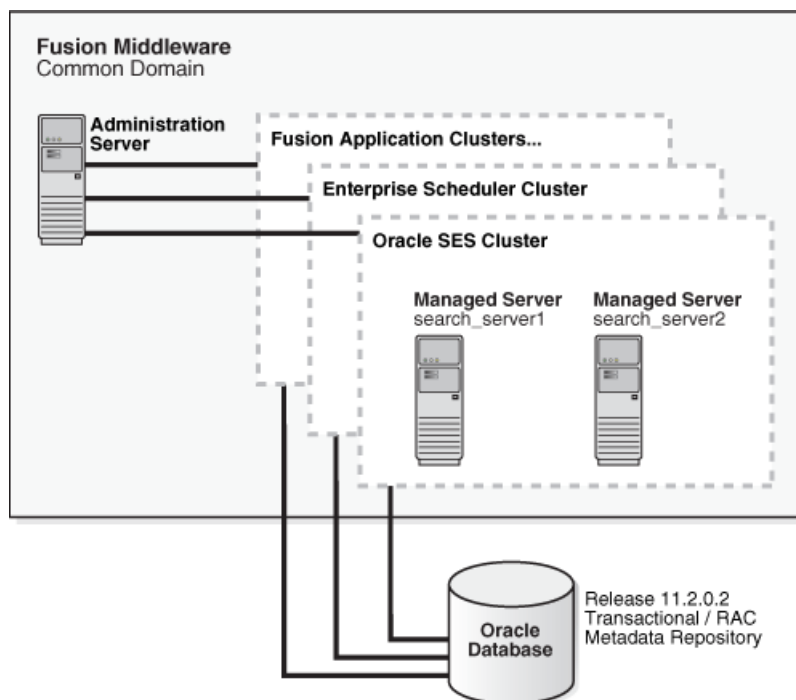 Fusion Middleware
Common Domain
Administration
Server
Fusion Application Clusters...
Enterprise Scheduler Cluster
Oracle SES Cluster
Managed Server
search_server1
Managed Server
search_server2
Oracle
Database
Release 11.2.0.2
Transactional / RAC
Metadata Repository